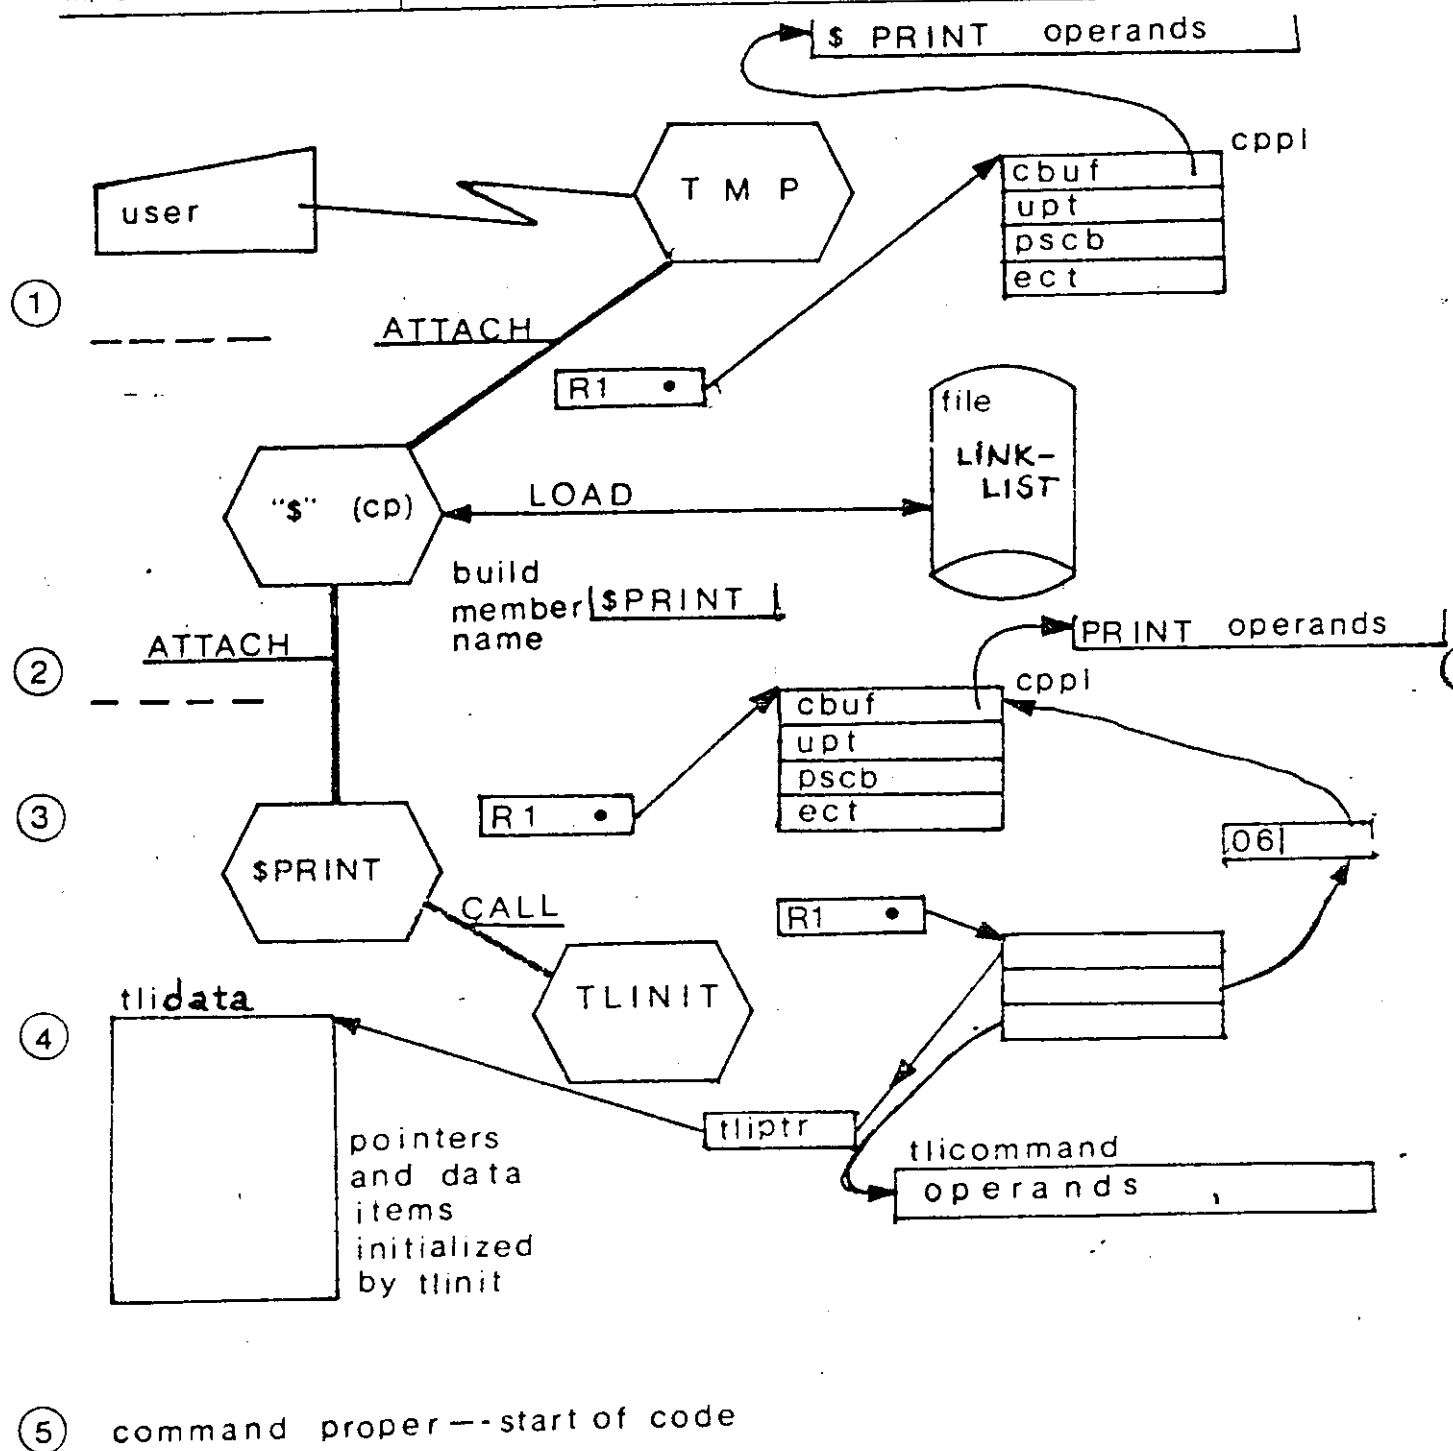 $ PRINT operands
cppl
TMP
cbuf
user
upt
pscb
ect
1
ATTACH
R1
file
LINK-
LIST
"$" (cp)
LOAD
build
member $PRINT
name
PRINT operands
ATTACH
2
cppl
cbuf
upt
pscb
ect
R1
3
06
$PRINT
CALL
R1
TLINIT
tlidata
4
tliptr
pointers
and data
items
initialized
by tlinit
tlicommand
operands ,
5 command proper--start of code